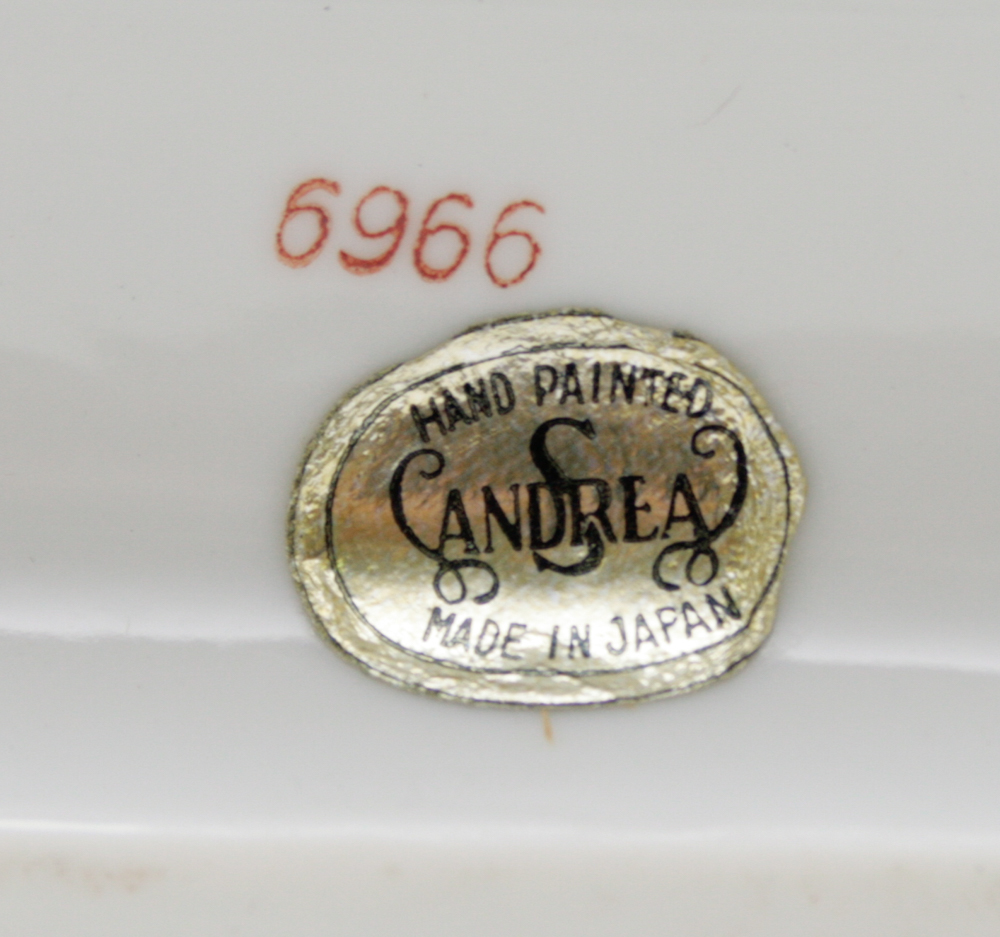 6966
HAND PAINTED
S
ANDREA
MADE IN JAPAN